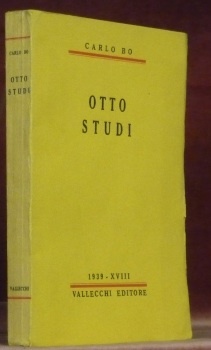 CARLO BO
OTTO
STUDI
VALLECCHI
CARLO BO
OTTO
STUDI
1939 - XVIII
VALLECCHI EDITORE